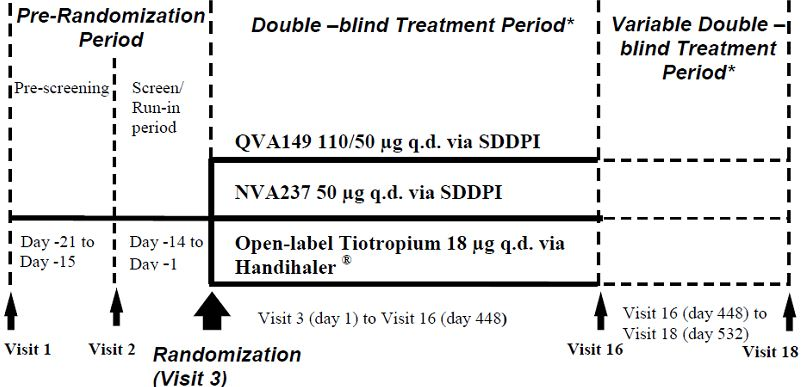 Pre-Randomization
Period
Double –blind Treatment Period*
Variable Double –
blind Treatment
Period*
Pre-screening
Screen/
Run-in
period
QVA149 110/50 µg q.d. via SDDPI
NVA237 50 µg q.d. via SDDPI
Open-label Tiotropium 18 µg q.d. via
Handihaler ®
Day -21 to
Day -15
Day -14 to
Day -1
Visit 3 (day 1) to Visit 16 (day 448)
Visit 16 (day 448) to
Visit 18 (day 532)
Visit 1
Visit 2
Randomization
(Visit 3)
Visit 16
Visit 18